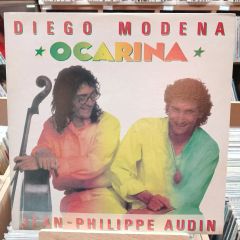 DIEGO MODENA
★ OCARINA ★
JEAN-PHILIPPE AUDIN